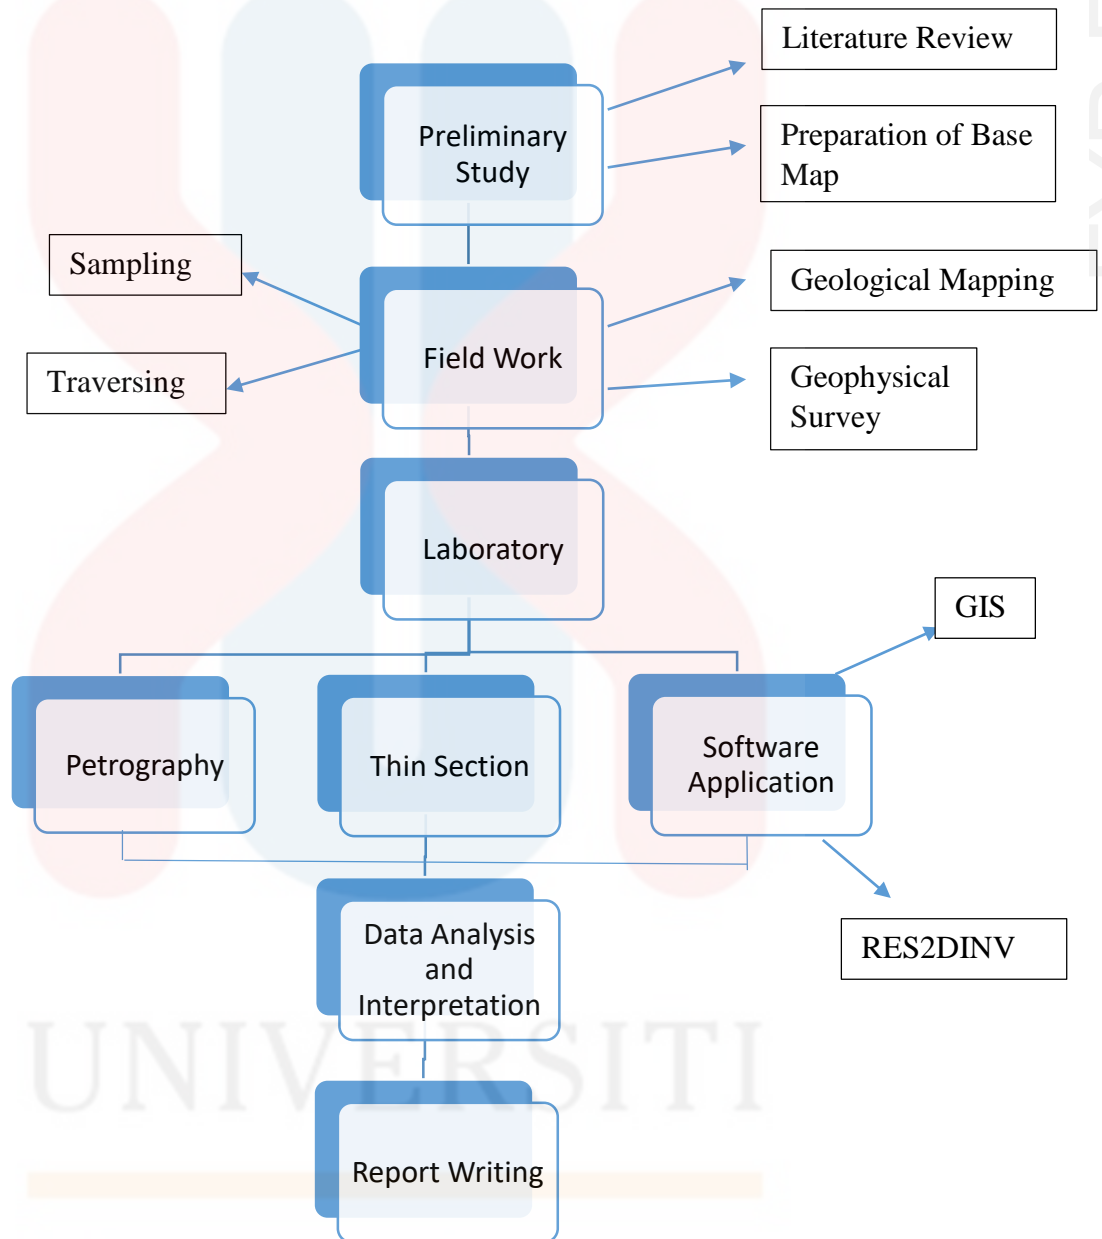 Literature Review
Preliminary
Study
Preparation of Base
Map
Sampling
Geological Mapping
Field Work
Traversing
Geophysical
Survey
Laboratory
GIS
Petrography
Thin Section
Software
Application
Data Analysis
and
Interpretation
RES2DINV
UNIVERSITI
Report Writing